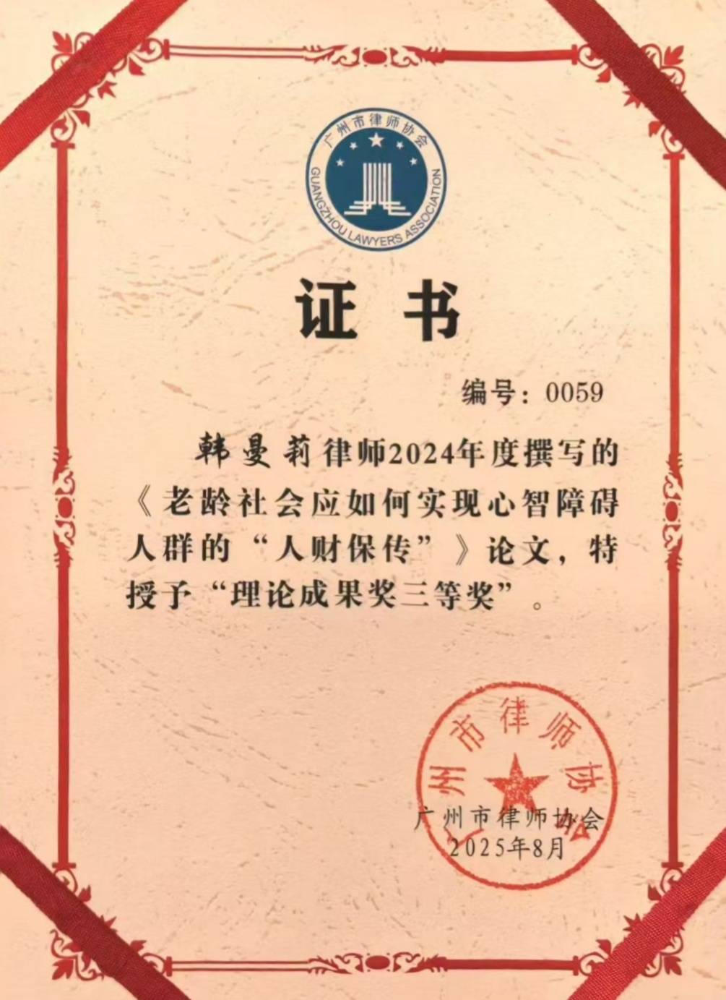 广州市律师协会
GUANGZHOU LAWYERS ASSOCIATION
证书
编号：0059
韩曼莉律师2024年度撰写的
《老龄社会应如何实现心智障碍
人群的“人财保传”》论文，特
授予“理论成果奖三等奖”。
广州市律师协会
广州市律师协会
2025年8月